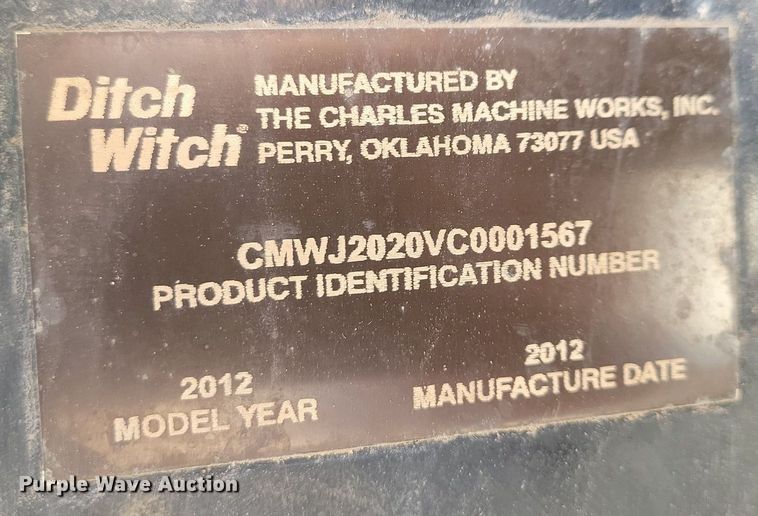 Ditch
Witch®
MANUFACTURED BY
THE CHARLES MACHINE WORKS, INC.
PERRY, OKLAHOMA 73077 USA
CMWJ2020VC0001567
PRODUCT IDENTIFICATION NUMBER
2012
MODEL YEAR
2012
MANUFACTURE DATE
Purple Wave Auction